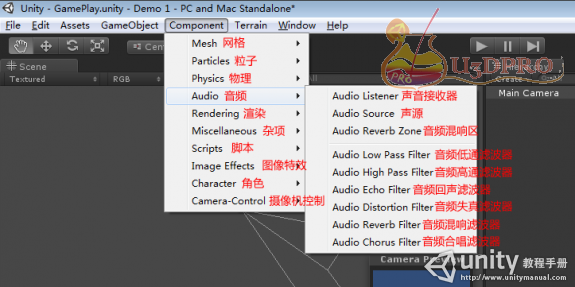 Unity - GamePlay.unity - Demo 1 - PC and Mac Standalone*
File Edit Assets GameObject Component Terrain Window Help
Cen
Scene
Textured RGB All
Hierarchy
Create
Main Camera
U3DPRO
PRO
Mesh 网格
Particles 粒子
Physics 物理
Audio 音频
Rendering 渲染
Miscellaneous 杂项
Scripts 脚本
Image Effects 图像特效
Character 角色
Camera-Control 摄像机控制
Audio Listener 声音接收器
Audio Source 声源
Audio Reverb Zone 音频混响区
Audio Low Pass Filter 音频低通滤波器
Audio High Pass Filter 音频高通滤波器
Audio Echo Filter 音频回声滤波器
Audio Distortion Filter 音频失真滤波器
Audio Reverb Filter 音频混响滤波器
Audio Chorus Filter 音频合唱滤波器
Camera Preview
unity 教程手册
www.unitymanual.com